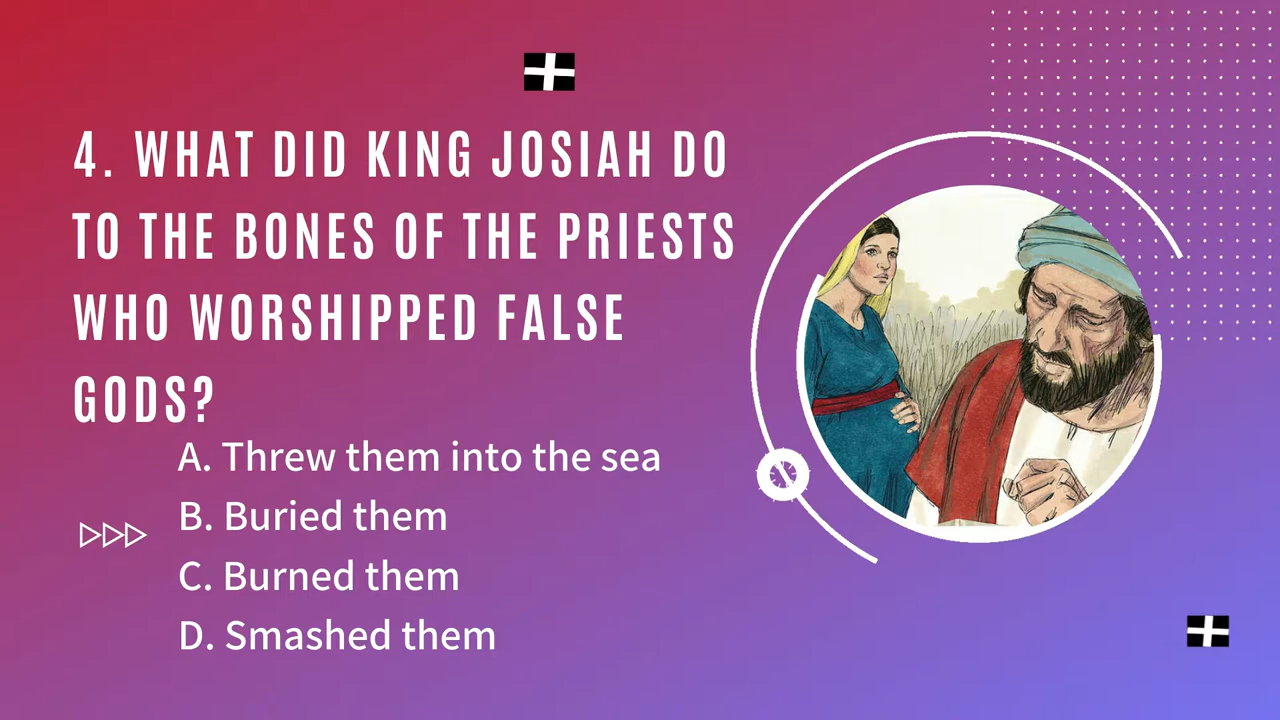 4. WHAT DID KING JOSIAH DO
TO THE BONES OF THE PRIESTS
WHO WORSHIPPED FALSE
GODS?
A. Threw them into the sea
B. Buried them
C. Burned them
D. Smashed them